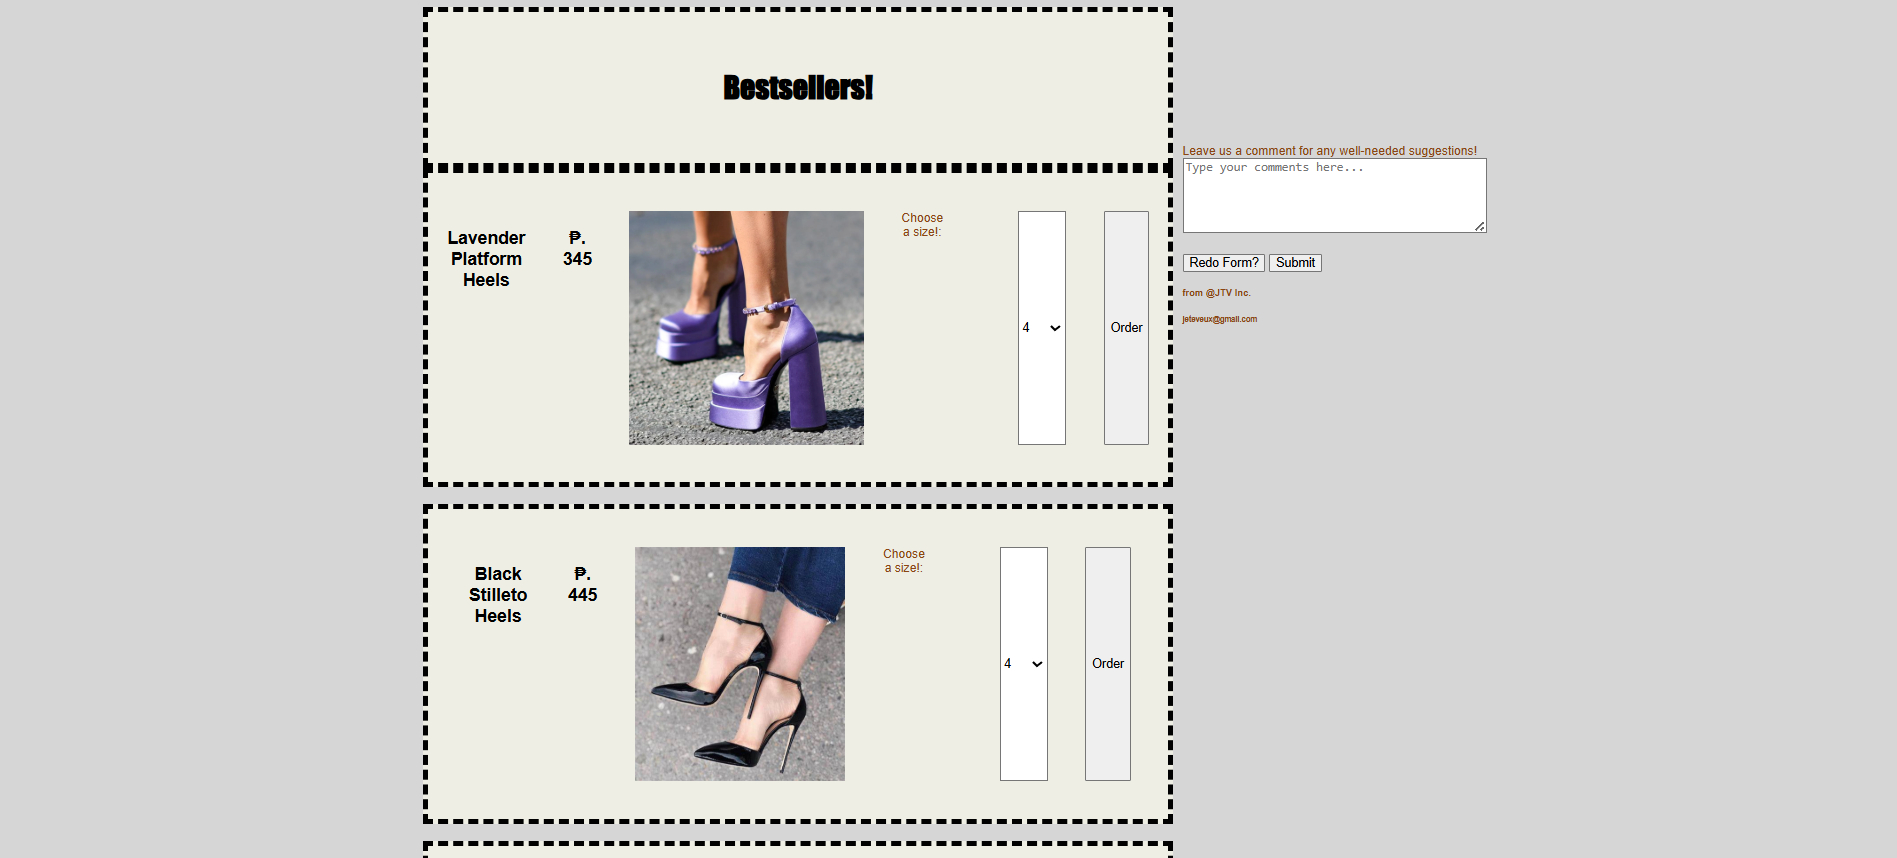 Bestsellers!
Lavender
Platform
Heels
₱.
345
Choose
a size!:
4
Order
Black
Stilleto
Heels
₱.
445
Choose
a size!:
4
Order
Leave us a comment for any well-needed suggestions!
Type your comments here...
Redo Form? Submit
from @JTV Inc.
jeteveux@gmail.com